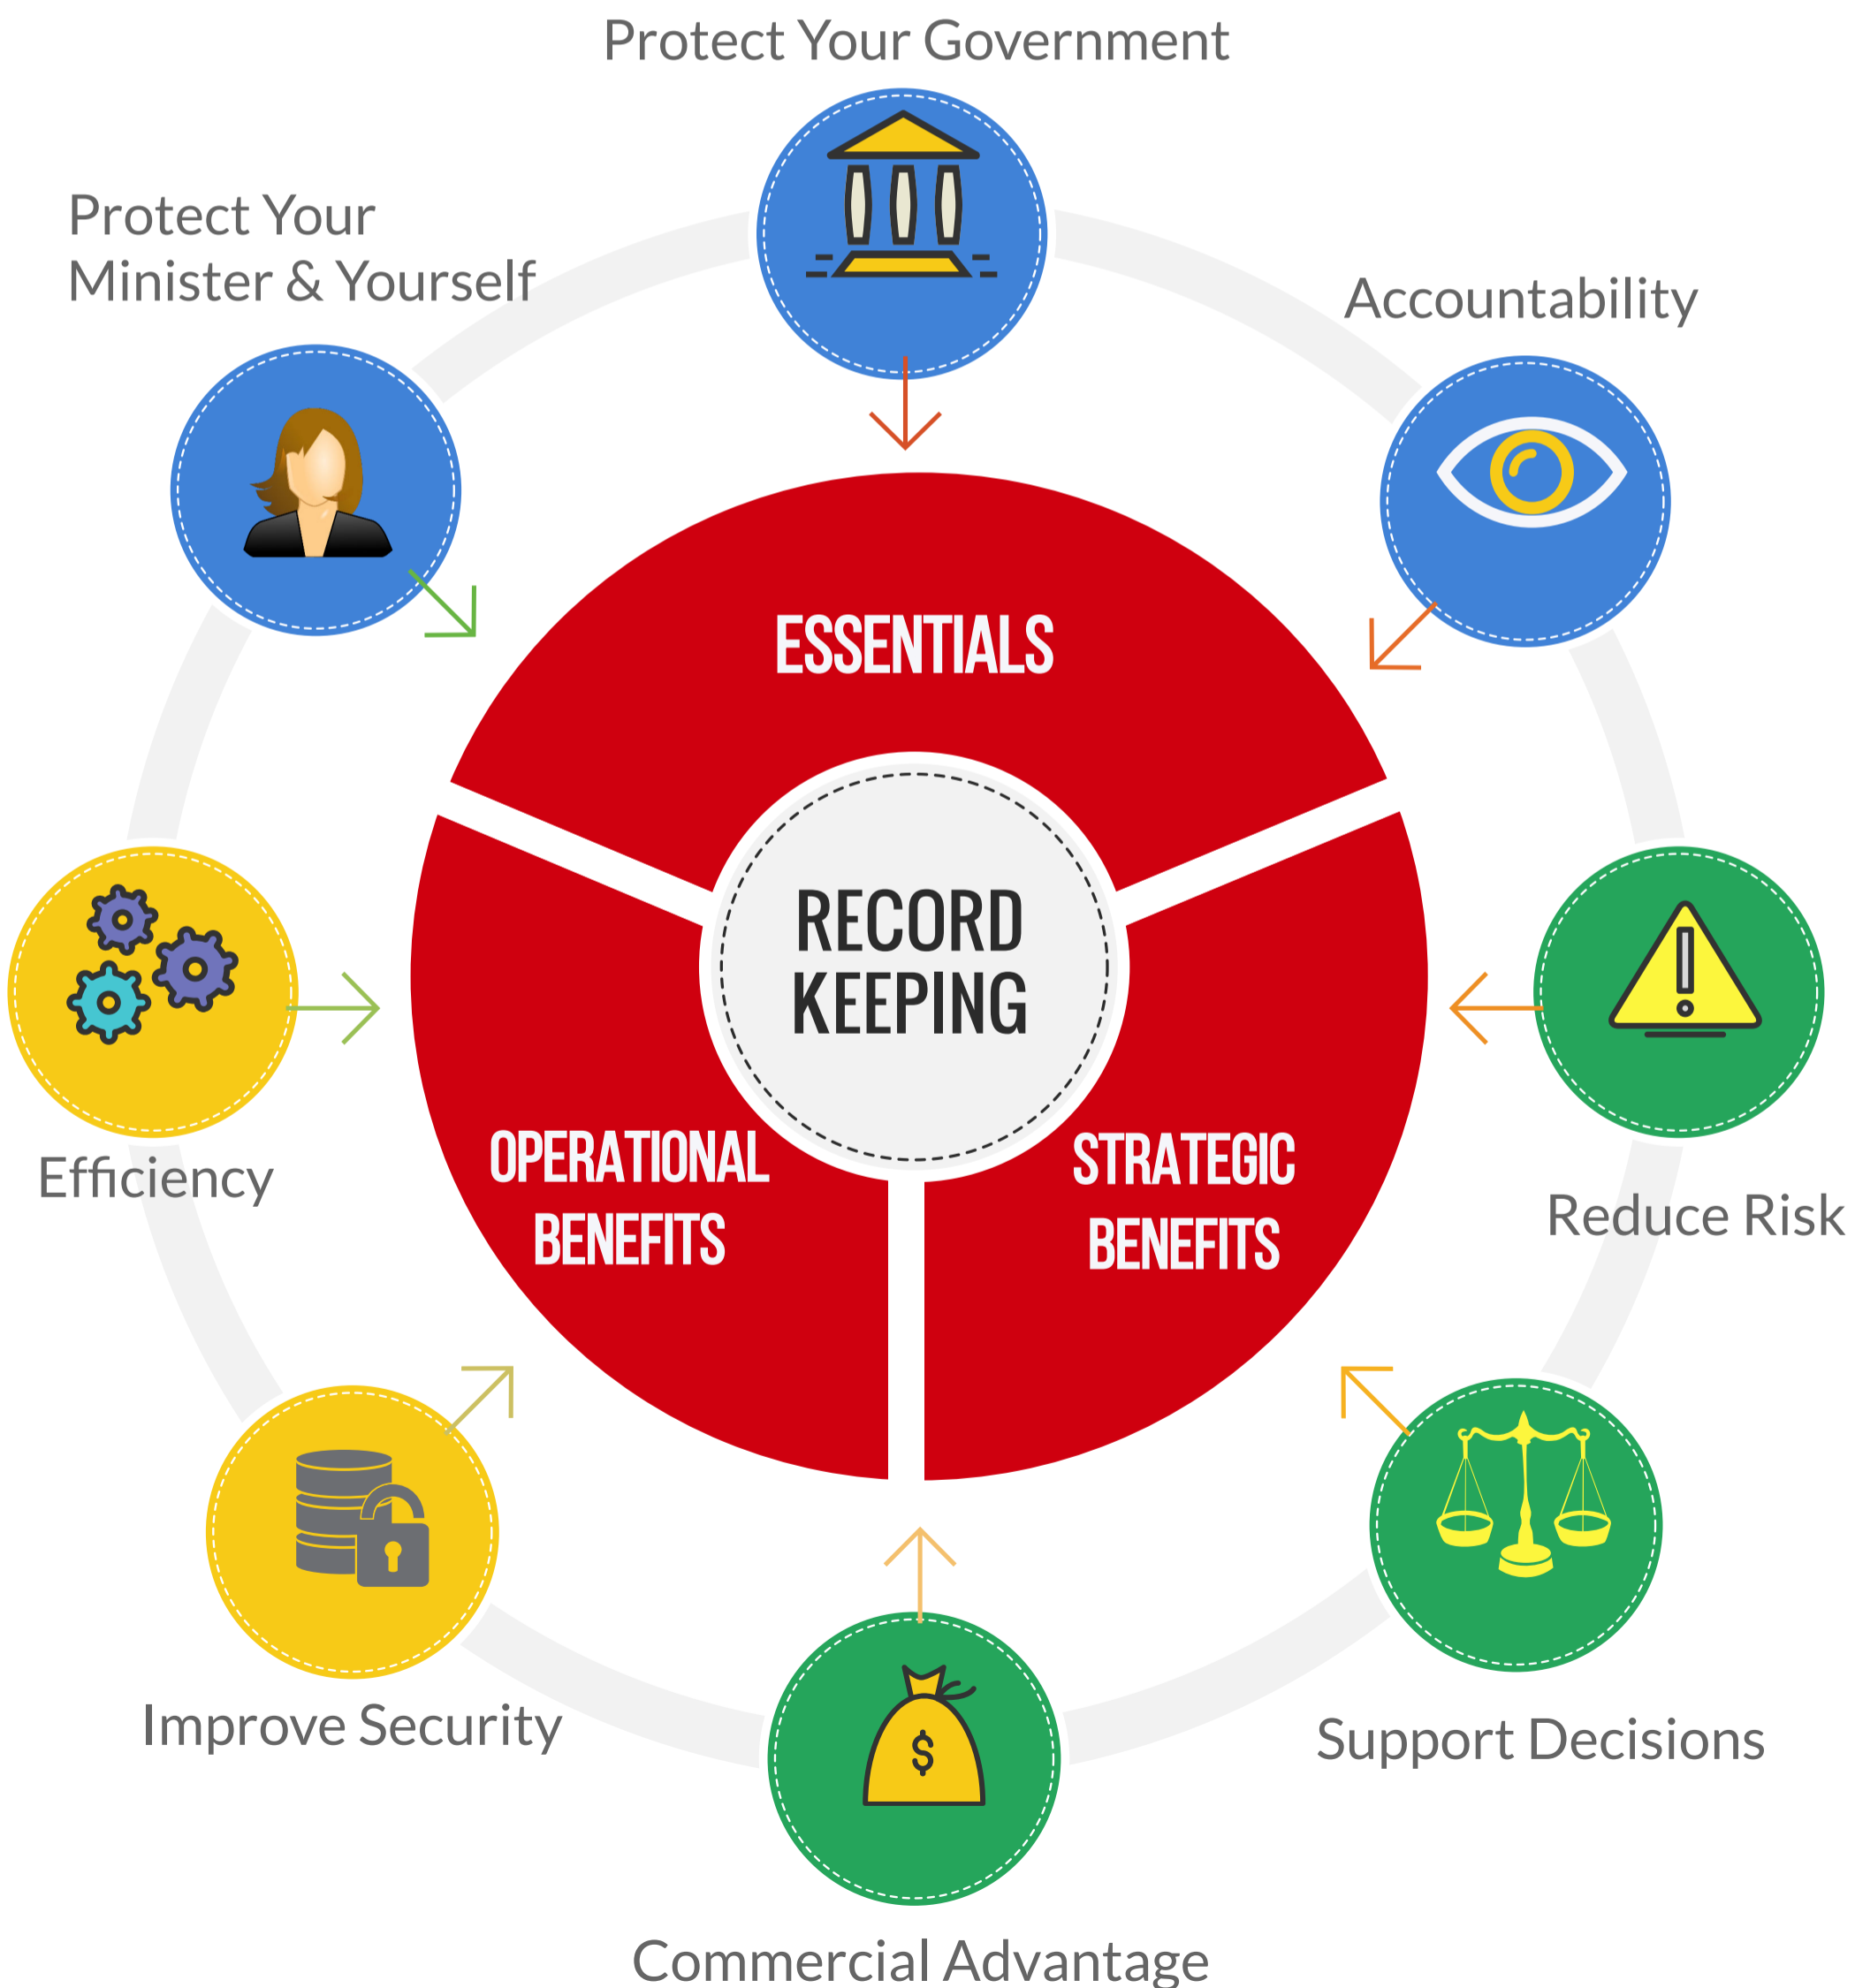 Protect Your Government
Protect Your
Minister & Yourself
Accountability
ESSENTIALS
RECORD
KEEPING
OPERATIONAL
BENEFITS
STRATEGIC
BENEFITS
Efficiency
Reduce Risk
Improve Security
Support Decisions
$
Commercial Advantage